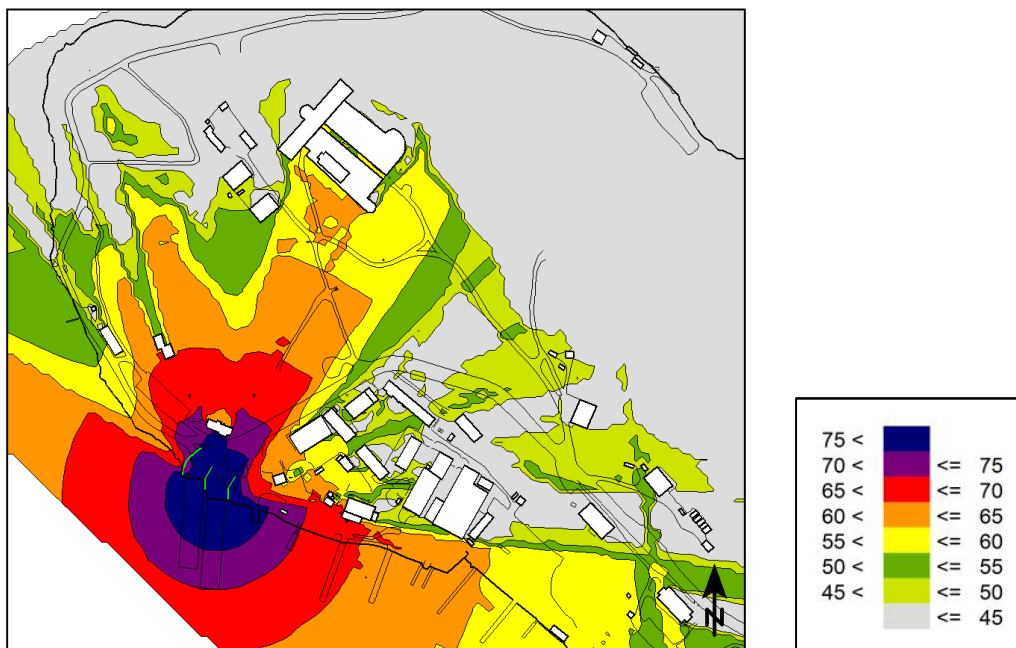 N
75 <
70 < <= 75
65 < <= 70
60 < <= 65
55 < <= 60
50 < <= 55
45 < <= 50
<= 45